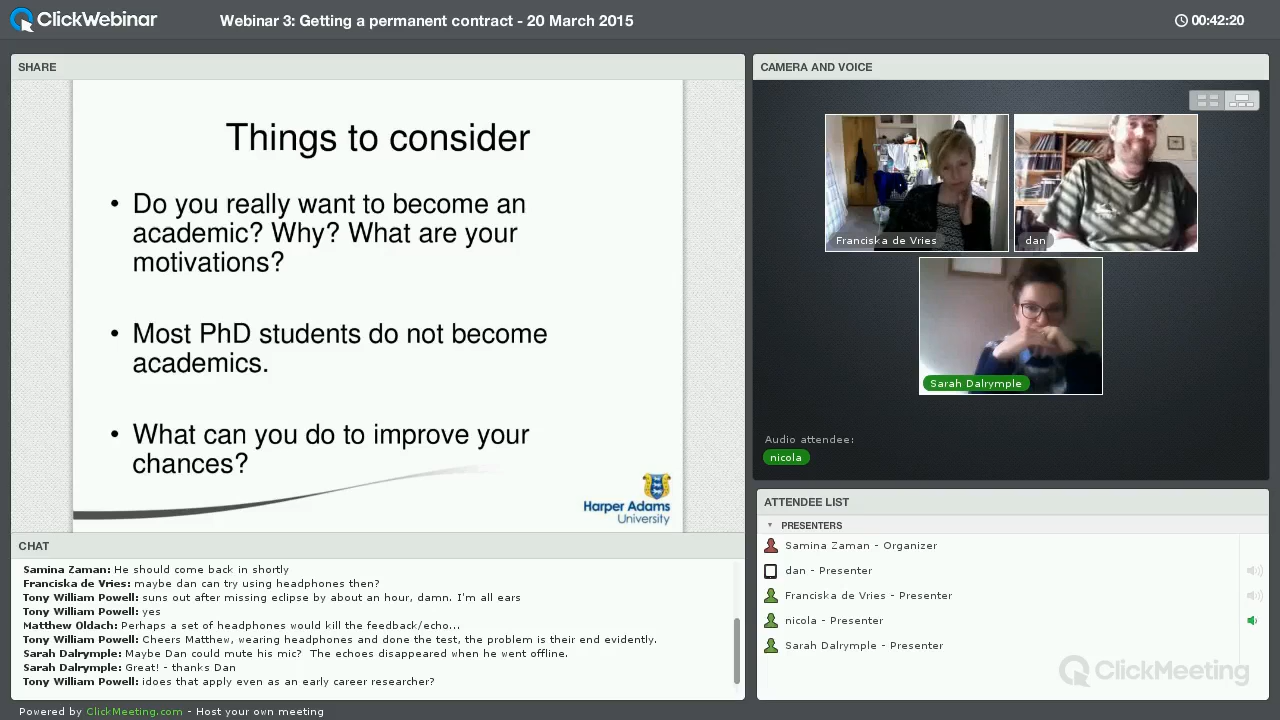 ClickWebinar
Webinar 3: Getting a permanent contract - 20 March 2015
00:42:20
SHARE
Things to consider
• Do you really want to become an
academic? Why? What are your
motivations?
• Most PhD students do not become
academics.
• What can you do to improve your
chances?
Harper Adams
University
CHAT
Samina Zaman: He should come back in shortly
Franciska de Vries: maybe dan can try using headphones then?
Tony William Powell: suns out after missing eclipse by about an hour, damn. I'm all ears
Tony William Powell: yes
Matthew Oldach: Perhaps a set of headphones would kill the feedback/echo...
Tony William Powell: Cheers Matthew, wearing headphones and done the test, the problem is their end evidently.
Sarah Dalrymple: Maybe Dan could mute his mic?  The echoes disappeared when he went offline.
Sarah Dalrymple: Great! - thanks Dan
Tony William Powell: idoes that apply even as an early career researcher?
CAMERA AND VOICE
Franciska de Vries
dan
Sarah Dalrymple
Audio attendee:
nicola
ATTENDEE LIST
PRESENTERS
Samina Zaman - Organizer
dan - Presenter
Franciska de Vries - Presenter
nicola - Presenter
Sarah Dalrymple - Presenter
ClickMeeting
Powered by ClickMeeting.com - Host your own meeting